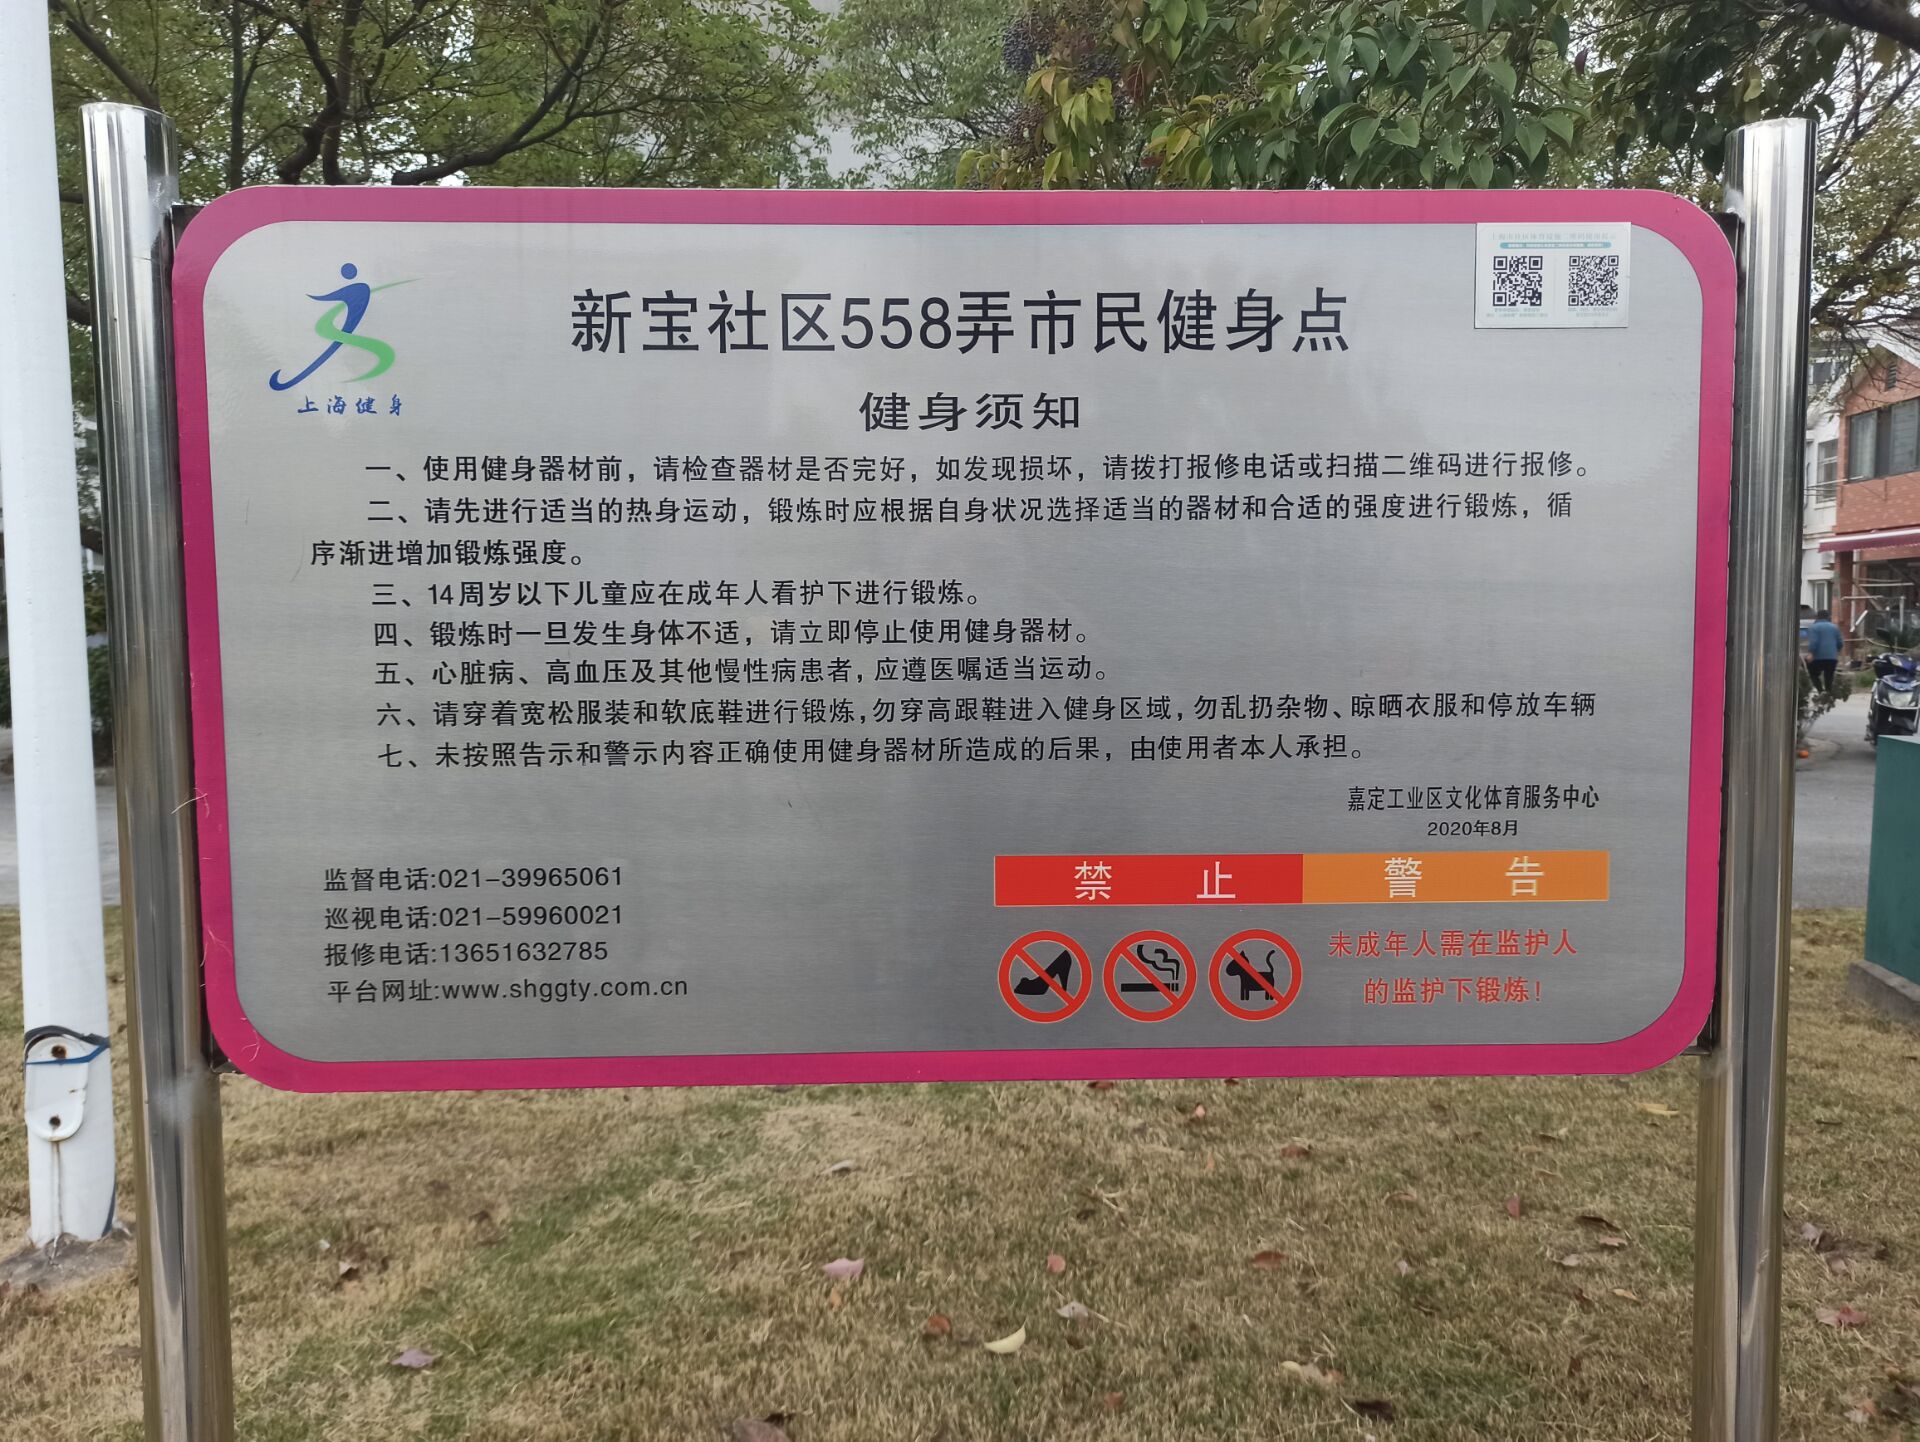 新宝社区558弄市民健身点
上海健身
健身须知
一、使用健身器材前，请检查器材是否完好，如发现损坏，请拨打报修电话或扫描二维码进行报修。
二、请先进行适当的热身运动，锻炼时应根据自身状况选择适当的器材和合适的强度进行锻炼，循
序渐进增加锻炼强度。
三、14周岁以下儿童应在成年人看护下进行锻炼。
四、锻炼时一旦发生身体不适，请立即停止使用健身器材。
五、心脏病、高血压及其他慢性病患者，应遵医嘱适当运动。
六、请穿着宽松服装和软底鞋进行锻炼,勿穿高跟鞋进入健身区域,勿乱扔杂物、晾晒衣服和停放车辆
七、未按照告示和警示内容正确使用健身器材所造成的后果，由使用者本人承担。
嘉定工业区文化体育服务中心
2020年8月
监督电话:021-39965061
巡视电话:021-59960021
报修电话:13651632785
平台网址:www.shggty.com.cn
禁止 警告
未成年人需在监护人
的监护下锻炼!